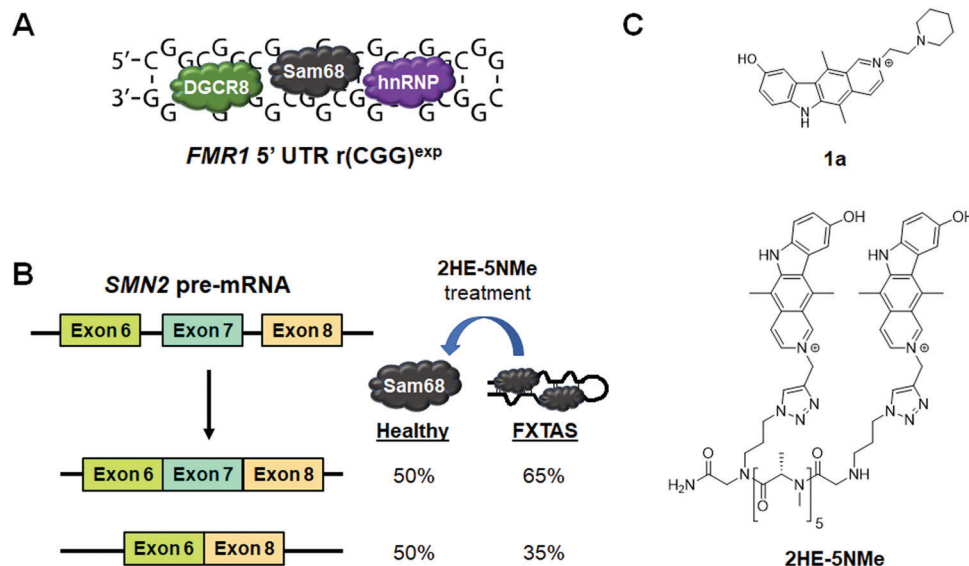 A
5'–C G G C G G C G G C G G C G
DGCR8
Sam68
hnRNP
3'–G G C G G C G G C G G C G C
FMR1 5' UTR r(CGG)exp
B
SMN2 pre-mRNA
Exon 6 Exon 7 Exon 8
2HE-5NMe
treatment
Sam68
Healthy FXTAS
Exon 6 Exon 7 Exon 8 50% 65%
Exon 6 Exon 8 50% 35%
C
HO
N
H
N
⊕
N
1a
OH OH
HN HN
N N
⊕ ⊕
N N
N=N N=N
O
H2N
N
O
N
O
NH
5
2HE-5NMe